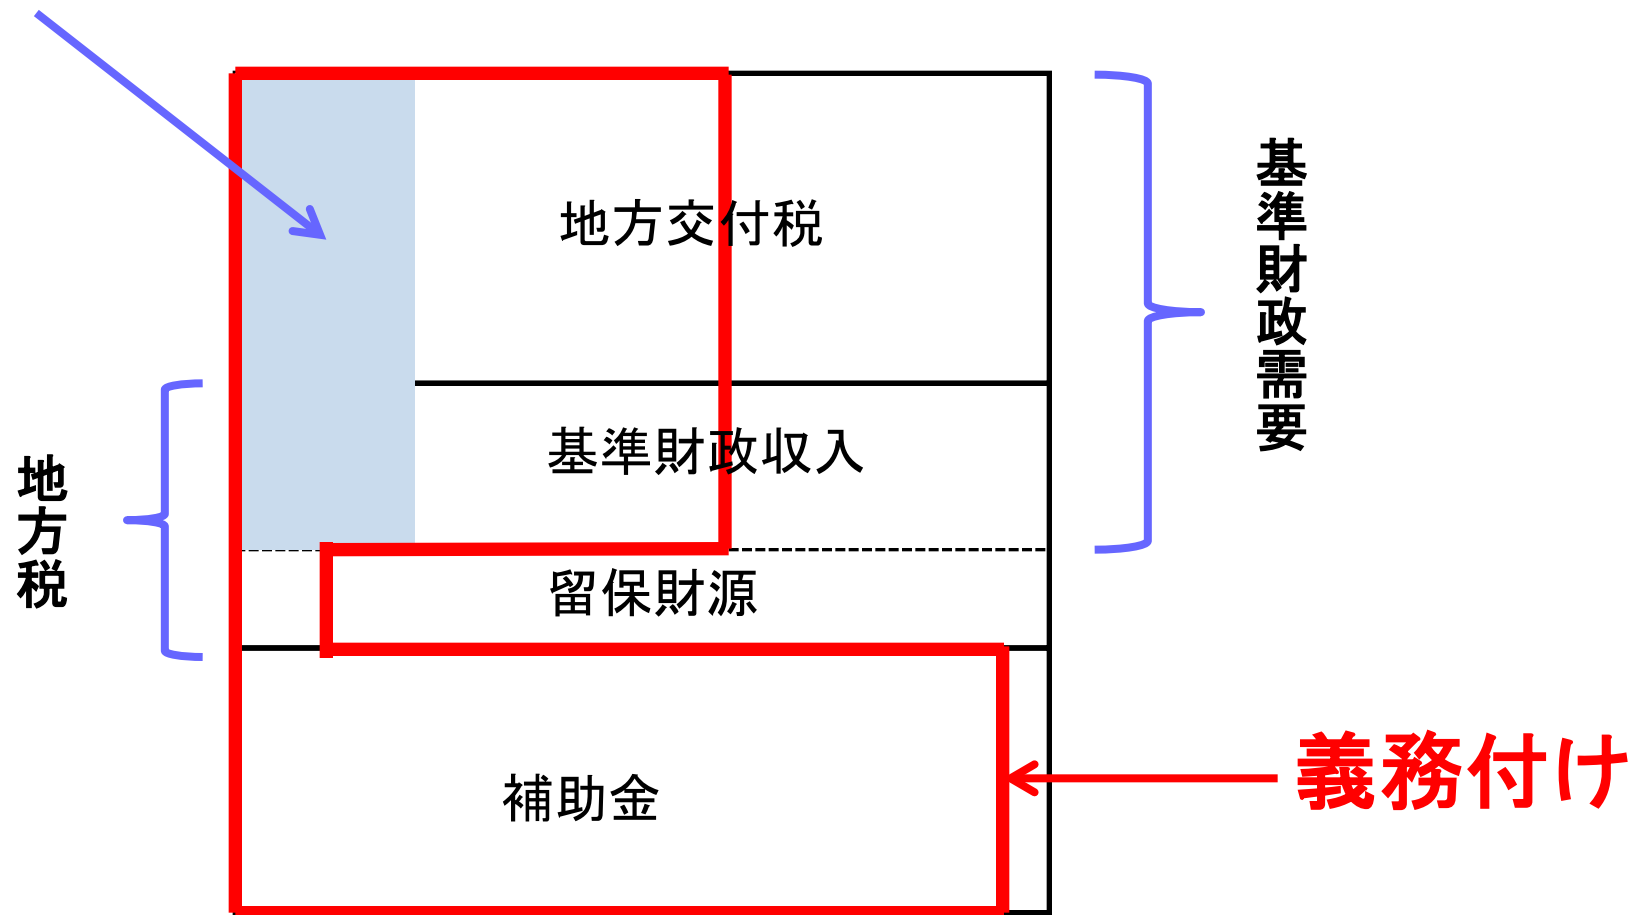 地方交付税
基準財政需要
基準財政収入
地方税
留保財源
義務付け
補助金